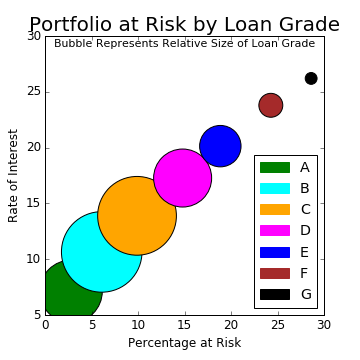 Portfolio at Risk by Loan Grade
Bubble Represents Relative Size of Loan Grade
30
25
20
15
10
5
Rate of Interest
A
B
C
D
E
F
G
0 5 10 15 20 25 30
Percentage at Risk